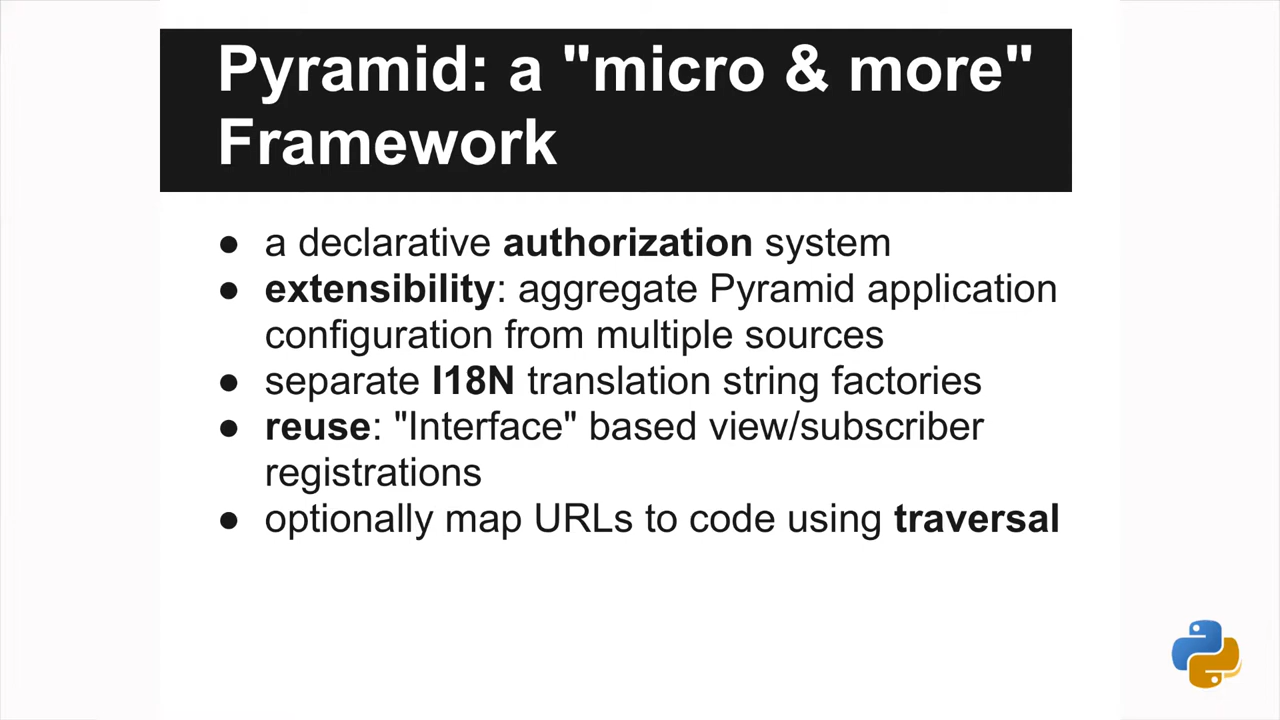 Pyramid: a "micro & more"
Framework
● a declarative authorization system
● extensibility: aggregate Pyramid application
configuration from multiple sources
● separate I18N translation string factories
● reuse: "Interface" based view/subscriber
registrations
● optionally map URLs to code using traversal